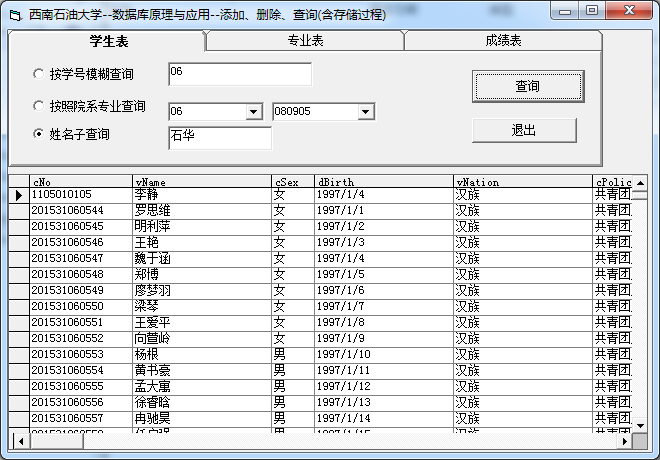 西南石油大学--数据库原理与应用--添加、删除、查询(含存储过程)
学生表 专业表 成绩表
按学号模糊查询 06
查询
按照院系专业查询 06 080905
姓名子查询 石华
退出
cNo vName cSex dBirth vNation cPolic
1105010105 李静 女 1997/1/4 汉族 共青团
201531060544 罗思维 女 1997/1/1 汉族 共青团
201531060545 明利萍 女 1997/1/2 汉族 共青团
201531060546 王艳 女 1997/1/3 汉族 共青团
201531060547 魏于涵 女 1997/1/4 汉族 共青团
201531060548 郑博 女 1997/1/5 汉族 共青团
201531060549 廖梦羽 女 1997/1/6 汉族 共青团
201531060550 梁琴 女 1997/1/7 汉族 共青团
201531060551 王爱平 女 1997/1/8 汉族 共青团
201531060552 向萱岭 女 1997/1/9 汉族 共青团
201531060553 杨根 男 1997/1/10 汉族 共青团
201531060554 黄书豪 男 1997/1/11 汉族 共青团
201531060555 孟大 男 1997/1/12 汉族 共青团
201531060556 徐睿晗 男 1997/1/13 汉族 共青团
201531060557 冉驰昊 男 1997/1/14 汉族 共青团